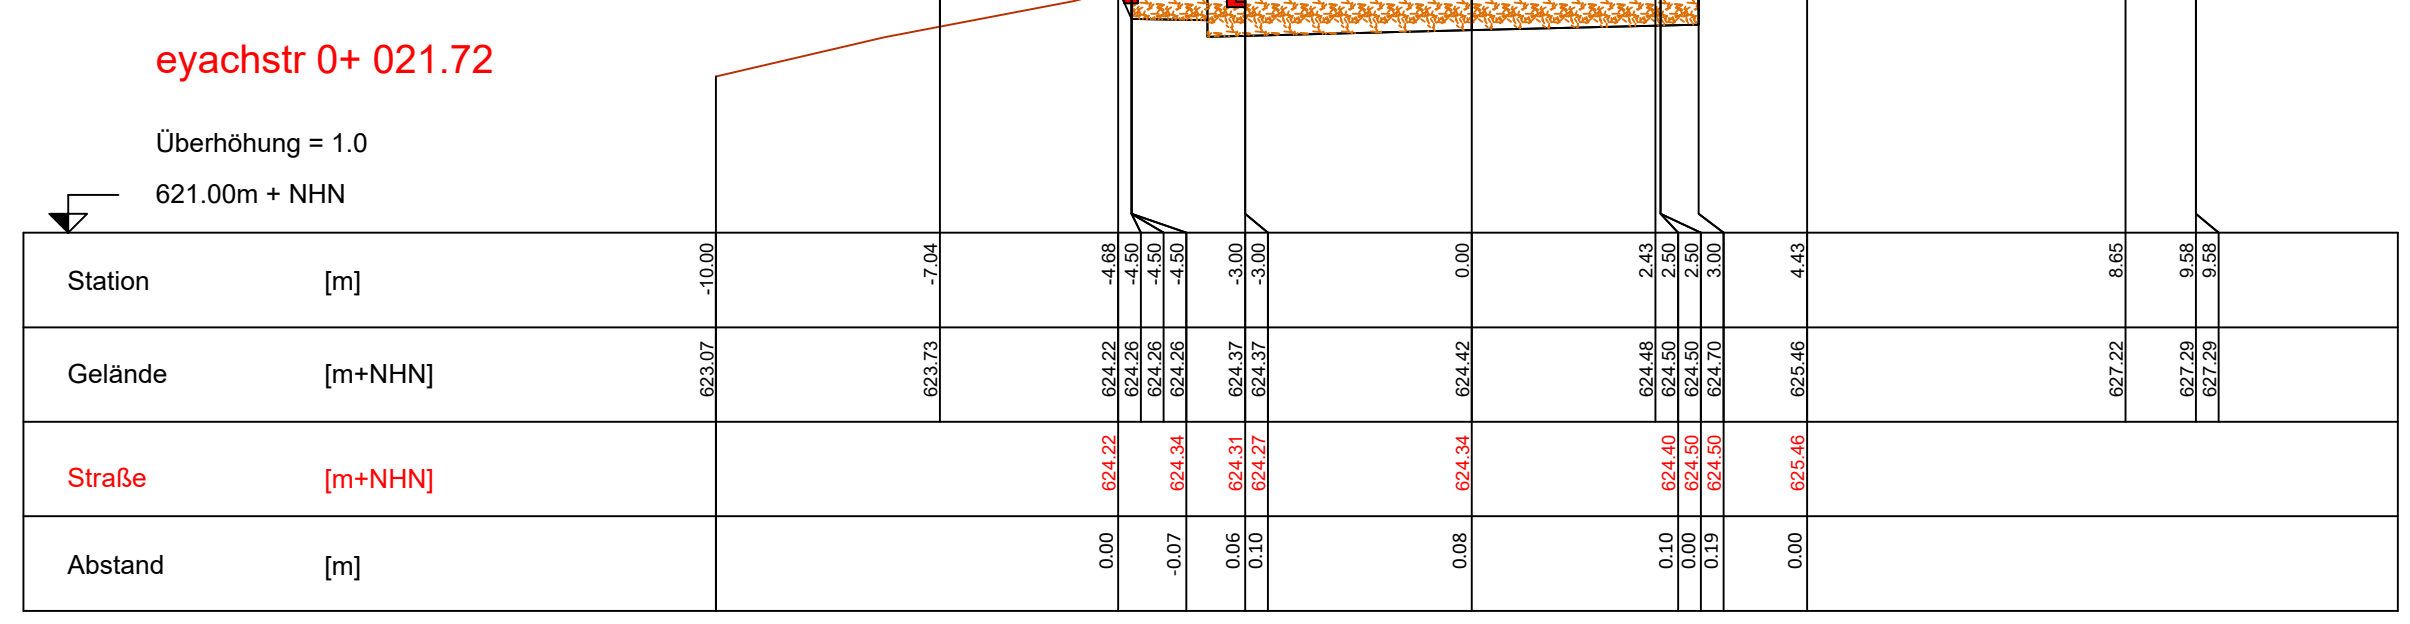 eyachstr 0+ 021.72
Überhöhung = 1.0
621.00m + NHN
Station [m] -10.00 -7.04 -4.68 -4.50 -4.50 -4.50 -3.00 -3.00 0.00 2.43 2.50 2.50 3.00 4.43 8.65 9.58 9.58
Gelände [m+NHN] 623.07 623.73 624.22 624.26 624.26 624.26 624.37 624.37 624.42 624.48 624.50 624.50 624.70 625.46 627.22 627.29 627.29
Straße [m+NHN] 624.22 624.34 624.31 624.27 624.34 624.40 624.50 624.50 625.46
Abstand [m] 0.00 -0.07 0.06 0.10 0.08 0.10 0.00 0.19 0.00